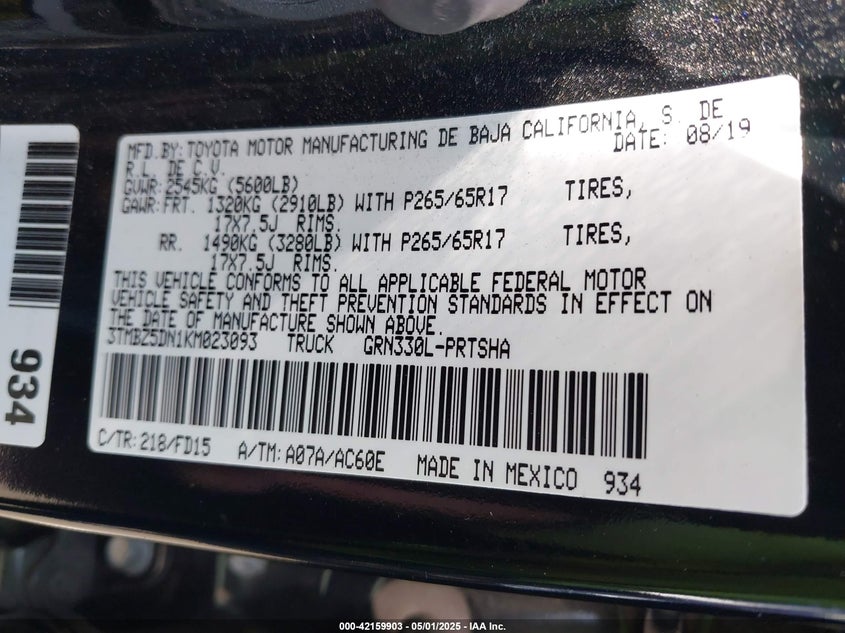 MFD.BY: TOYOTA MOTOR MANUFACTURING DE BAJA CALIFORNIA, S. DE
R.L. DE C.V. DATE: 08/19
GVWR: 2545KG (5600LB)
GAWR: FRT. 1320KG (2910LB) WITH P265/65R17 TIRES,
17X7.5J RIMS.
RR. 1490KG (3280LB) WITH P265/65R17 TIRES,
17X7.5J RIMS.
THIS VEHICLE CONFORMS TO ALL APPLICABLE FEDERAL MOTOR
VEHICLE SAFETY AND THEFT PREVENTION STANDARDS IN EFFECT ON
THE DATE OF MANUFACTURE SHOWN ABOVE.
3TMBZ5DN1KM023093 TRUCK GRN330L-PRTSHA
C/TR: 218/FD15 A/TM: A07A/AC60E MADE IN MEXICO 934
934
000-42159903 - 05/01/2025 - IAA Inc.